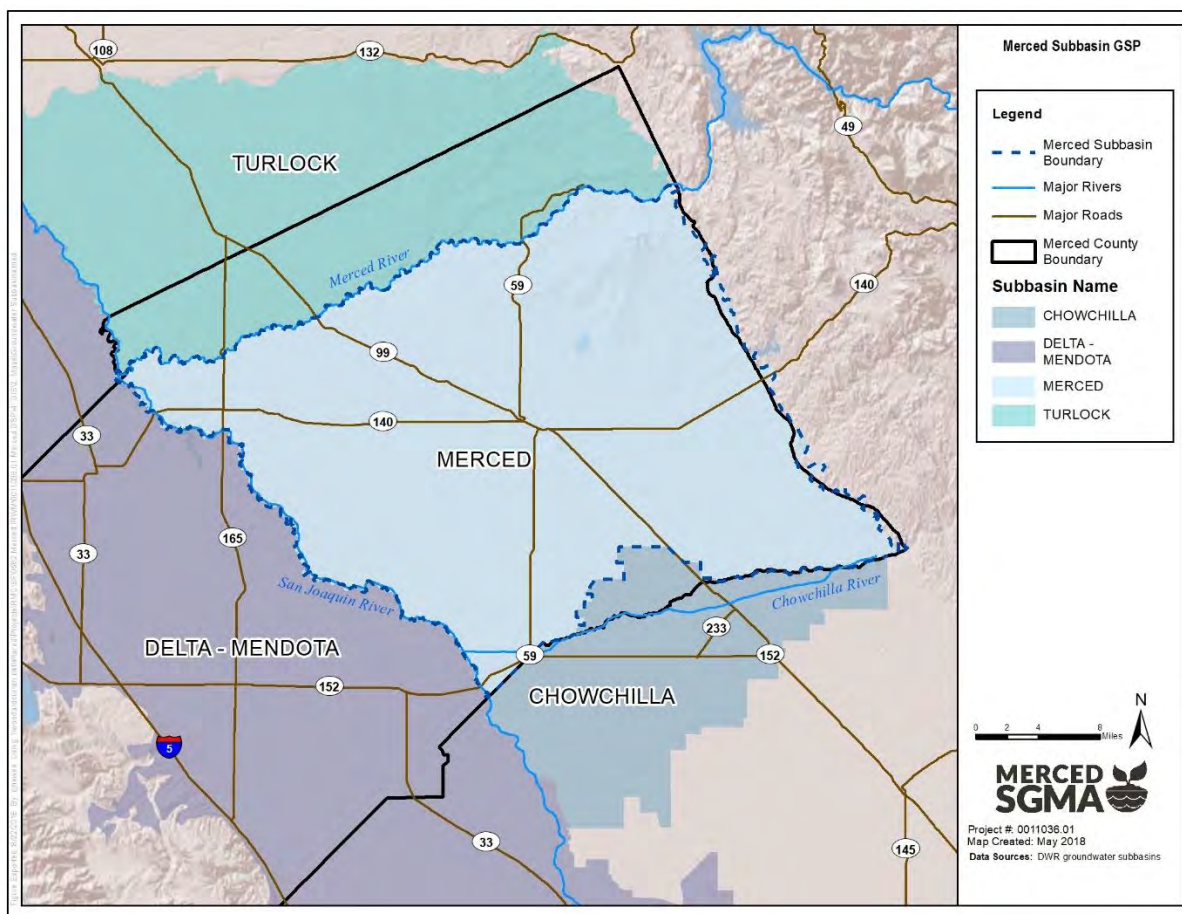 Merced Subbasin GSP
Legend
Merced Subbasin
Boundary
Major Rivers
Major Roads
Merced County
Boundary
Subbasin Name
CHOWCHILLA
DELTA -
MENDOTA
MERCED
TURLOCK
108
132
49
TURLOCK
Merced River
59
140
99
140
33
MERCED
165
33
San Joaquin River
Chowchilla River
233
DELTA - MENDOTA
59
152
152
CHOWCHILLA
5
33
145
N
0 2 4 8
Miles
MERCED
SGMA
Project #: 0011036.01
Map Created: May 2018
Data Sources: DWR groundwater subbasins